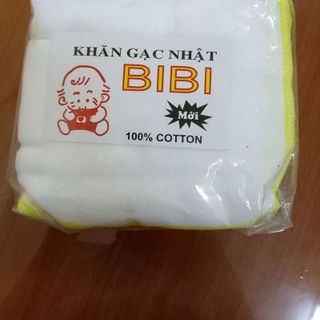 KHĂN GẠC NHẬT
BIBI
Mới
100% COTTON